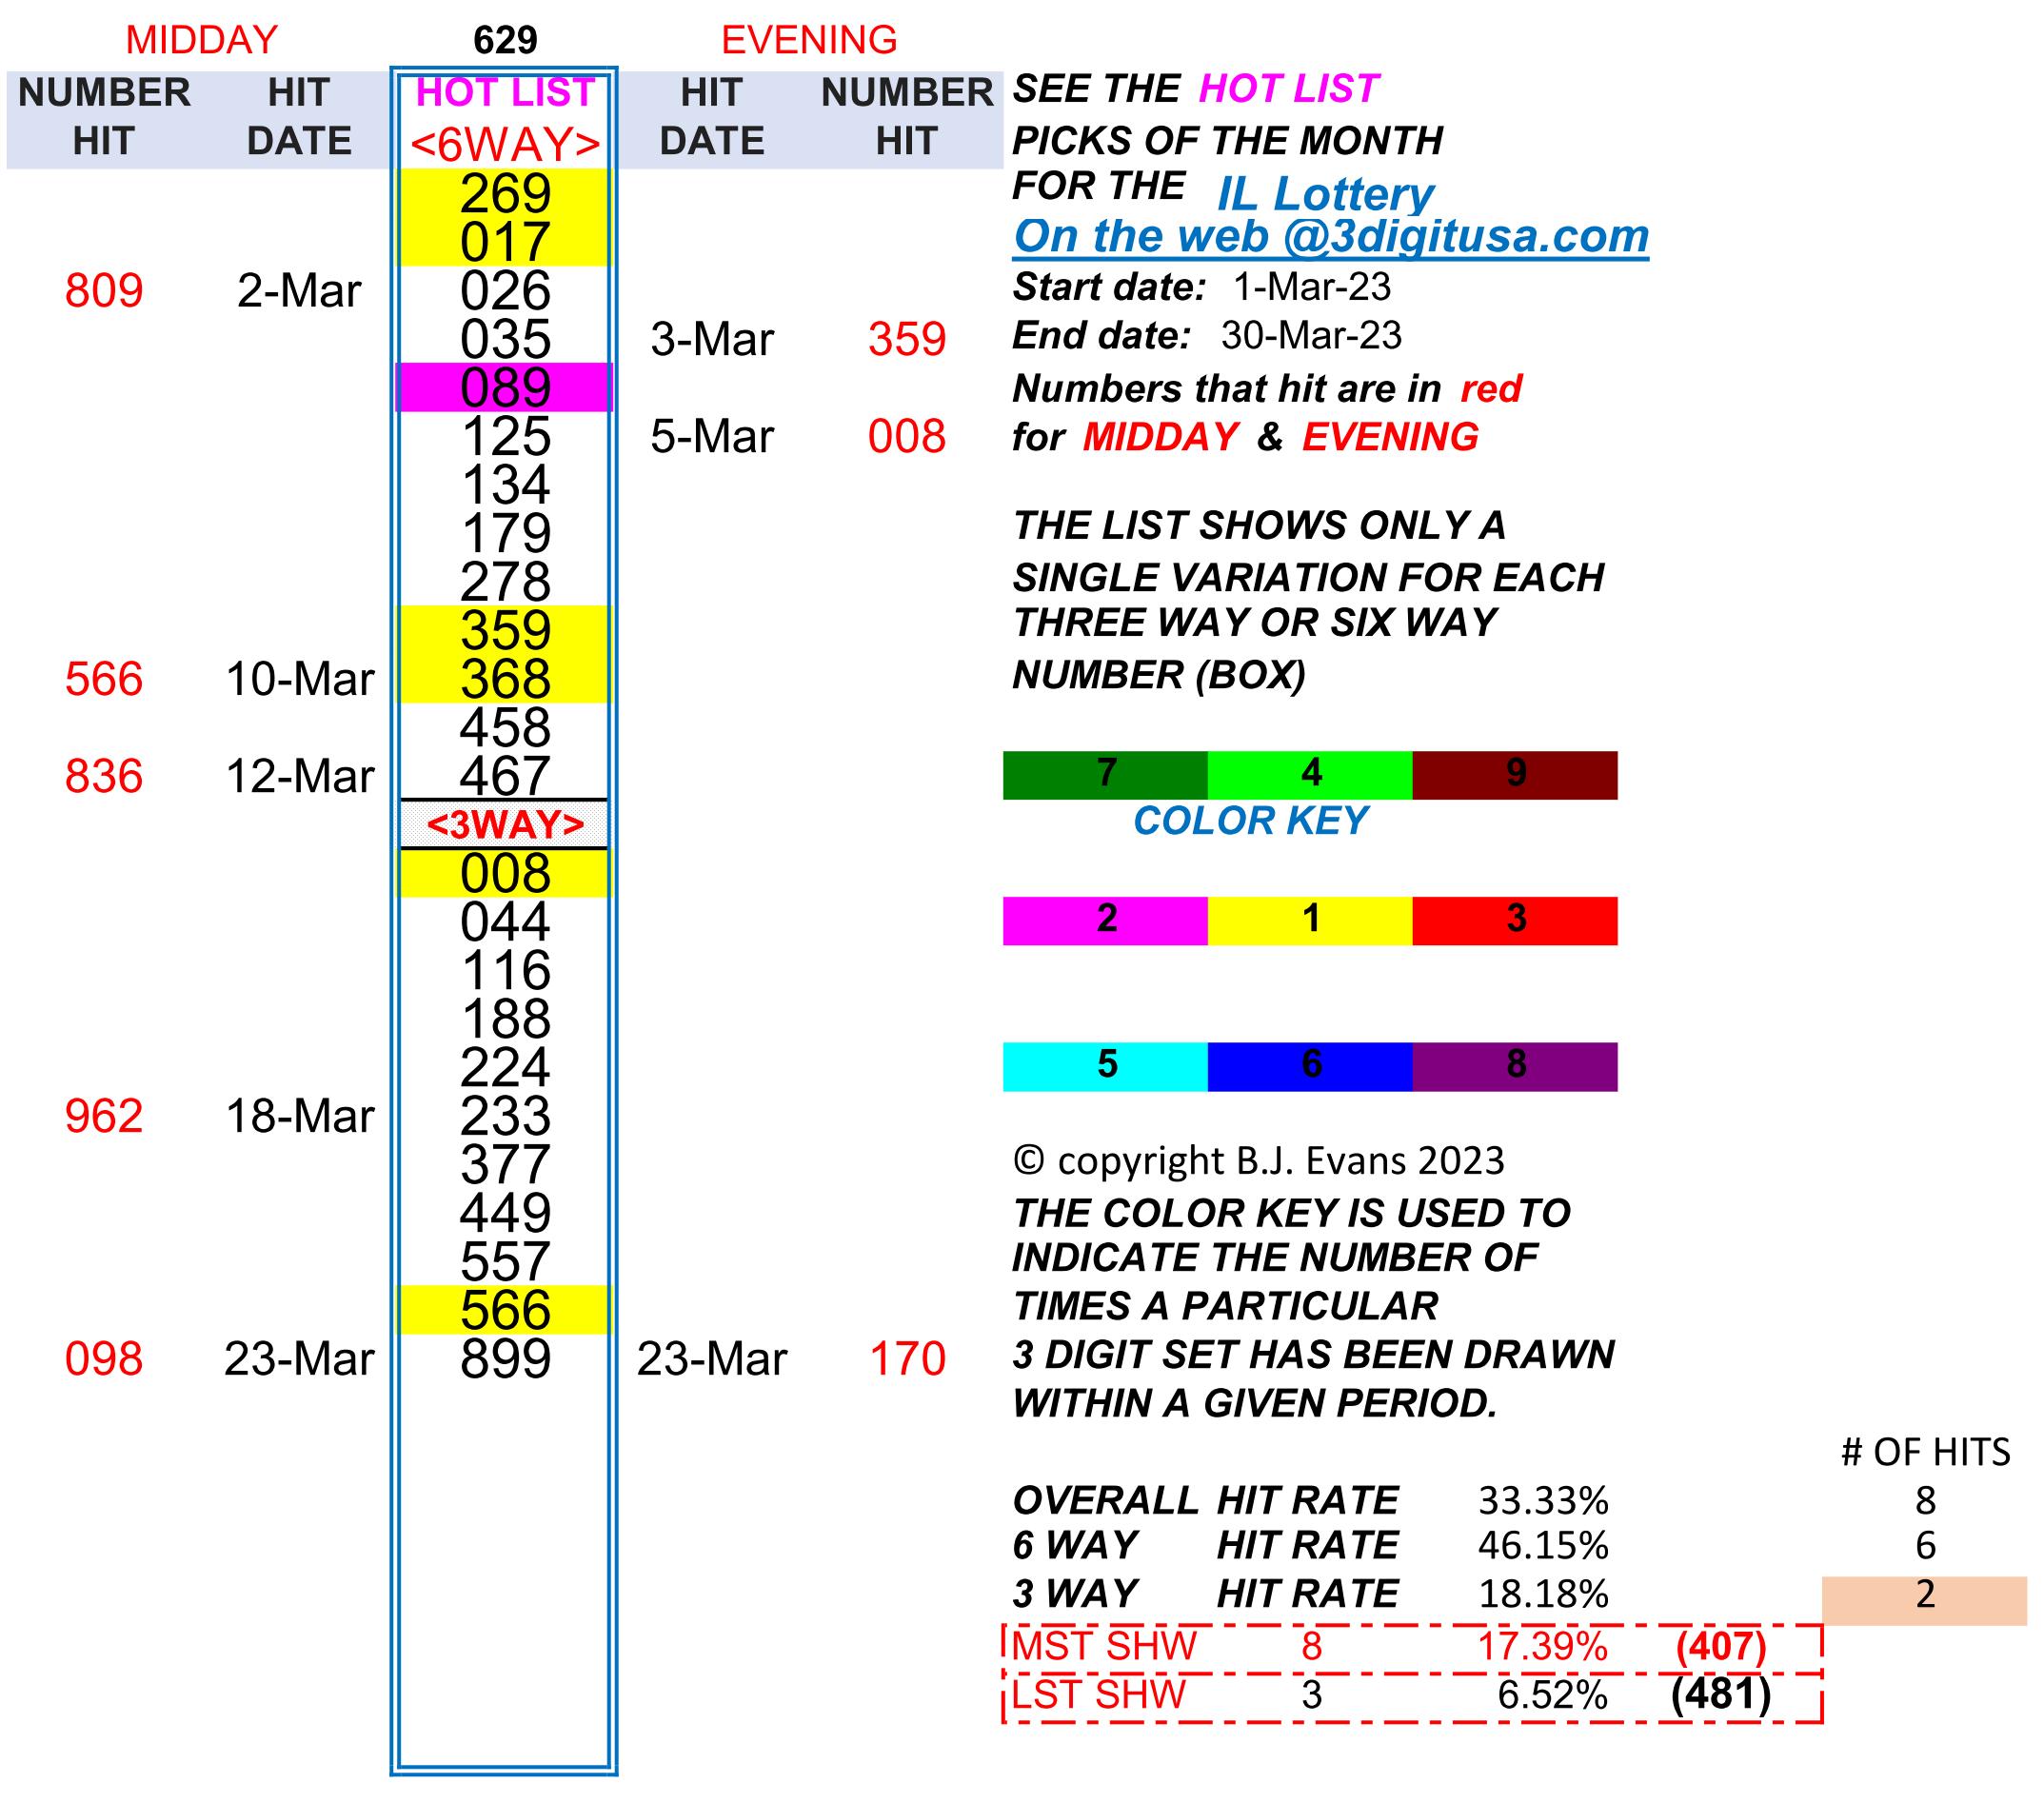 MIDDAY 629 EVENING
NUMBER HIT HOT LIST HIT NUMBER SEE THE HOT LIST
HIT DATE <6WAY> DATE HIT PICKS OF THE MONTH
269 FOR THE IL Lottery
017 On the web @3digitusa.com
809 2-Mar 026 Start date: 1-Mar-23
035 3-Mar 359 End date: 30-Mar-23
089 Numbers that hit are in red
125 5-Mar 008 for MIDDAY & EVENING
134
179 THE LIST SHOWS ONLY A
278 SINGLE VARIATION FOR EACH
359 THREE WAY OR SIX WAY
566 10-Mar 368 NUMBER (BOX)
458
836 12-Mar 467 7 4 9
<3WAY> COLOR KEY
008
044 2 1 3
116
188
224 5 6 8
962 18-Mar 233
377 © copyright B.J. Evans 2023
449 THE COLOR KEY IS USED TO
557 INDICATE THE NUMBER OF
566 TIMES A PARTICULAR
098 23-Mar 899 23-Mar 170 3 DIGIT SET HAS BEEN DRAWN
WITHIN A GIVEN PERIOD.
# OF HITS
OVERALL HIT RATE 33.33% 8
6 WAY HIT RATE 46.15% 6
3 WAY HIT RATE 18.18% 2
MST SHW 8 17.39% (407)
LST SHW 3 6.52% (481)